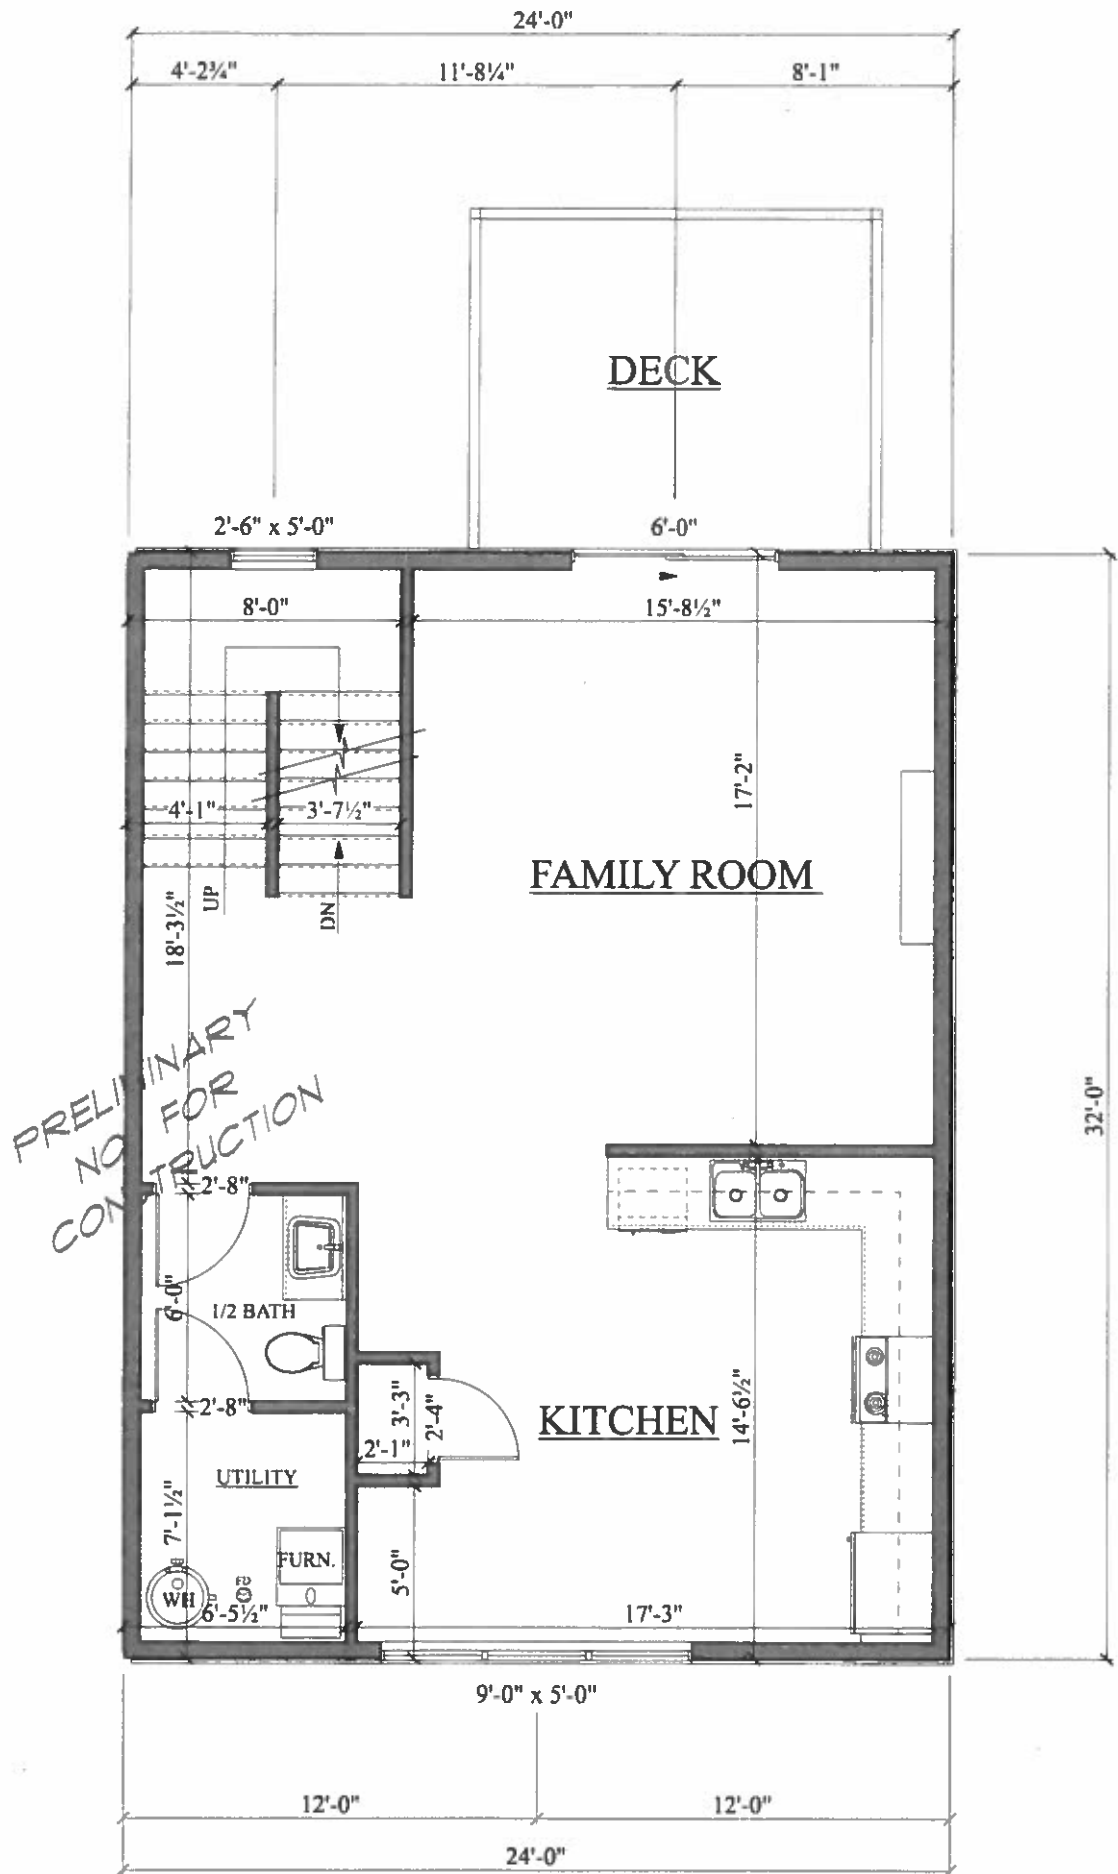 24'-0"
4'-2¾" 11'-8¼" 8'-1"
DECK
2'-6" x 5'-0" 6'-0"
8'-0" 15'-8½"
17'-2"
4'-1" 3'-7½"
FAMILY ROOM
UP
DN
18'-3½"
PRELIMINARY
NO FOR
CON TRUCTION
32'-0"
2'-8"
6'-0"
1/2 BATH
2'-8"
3'-3"
2'-4"
2'-1"
KITCHEN
14'-6½"
UTILITY
7'-1½"
FURN.
5'-0"
WH
FD
6'-5½" 17'-3"
9'-0" x 5'-0"
12'-0" 12'-0"
24'-0"